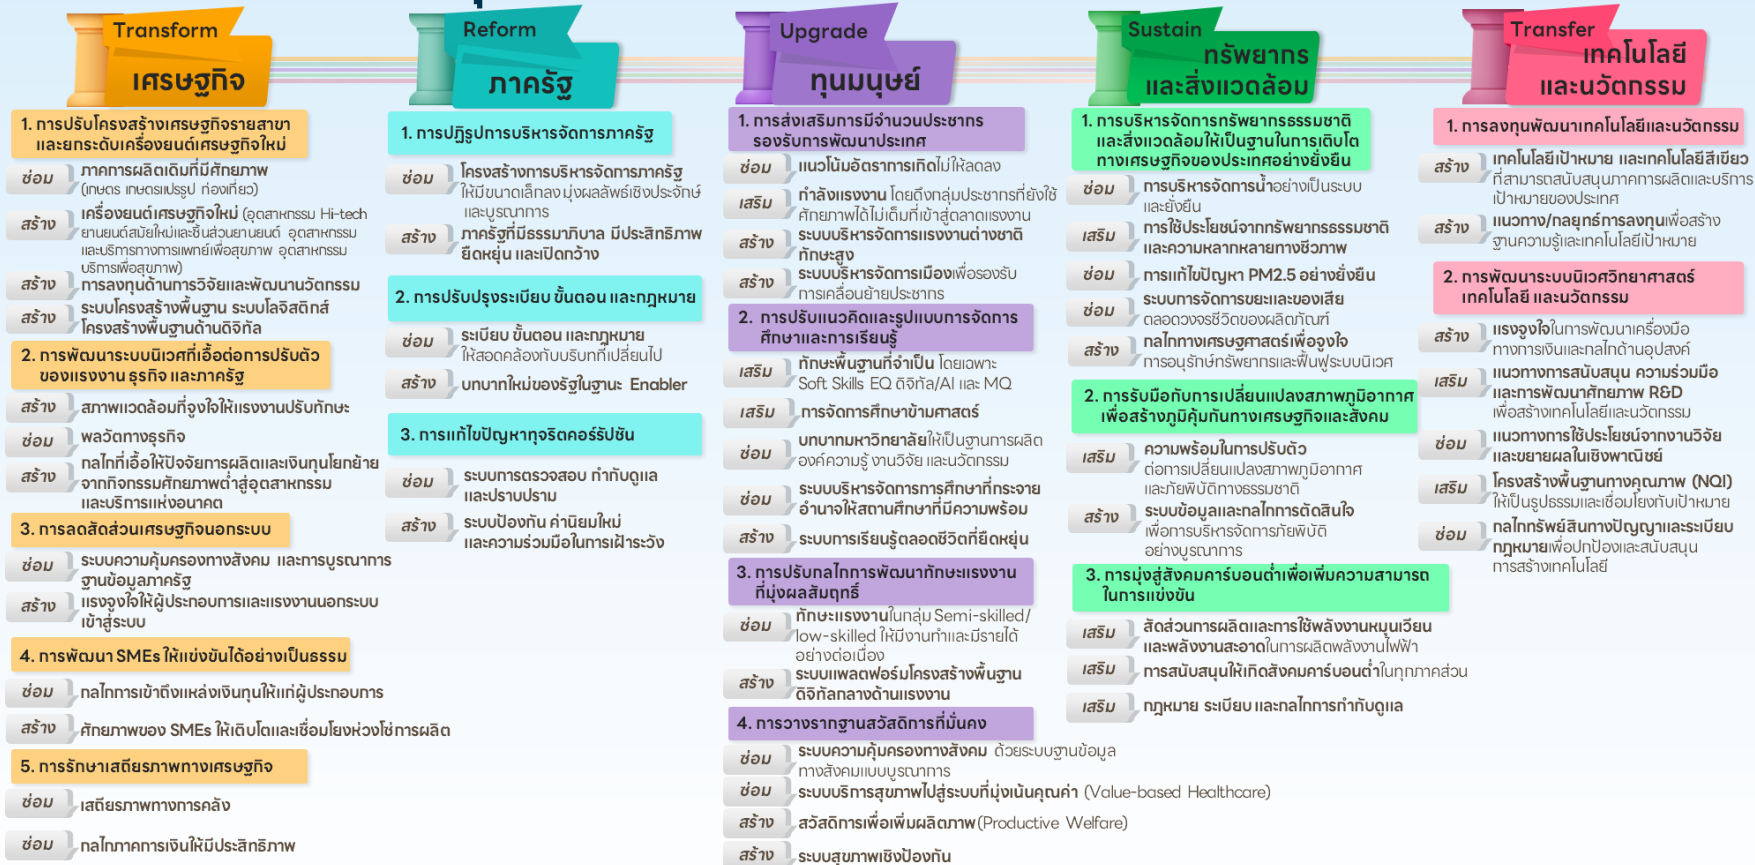 Transform
เศรษฐกิจ
1. การปรับโครงสร้างเศรษฐกิจรายสาขา
และยกระดับเครื่องยนต์เศรษฐกิจใหม่
ซ่อม ภาคการผลิตเดิมที่มีศักยภาพ
(เกษตร เกษตรแปรรูป ท่องเที่ยว)
สร้าง เครื่องยนต์เศรษฐกิจใหม่ (อุตสาหกรรม Hi-tech
ยานยนต์สมัยใหม่และชิ้นส่วนยานยนต์ อุตสาหกรรม
และบริการทางการแพทย์เพื่อสุขภาพ อุตสาหกรรม
บริการเพื่อสุขภาพ)
สร้าง การลงทุนด้านการวิจัยและพัฒนานวัตกรรม
สร้าง ระบบโครงสร้างพื้นฐาน ระบบโลจิสติกส์
โครงสร้างพื้นฐานด้านดิจิทัล
2. การพัฒนาระบบนิเวศที่เอื้อต่อการปรับตัว
ของแรงงาน ธุรกิจ และภาครัฐ
สร้าง สภาพแวดล้อมที่จูงใจให้แรงงานปรับทักษะ
ซ่อม พลวัตทางธุรกิจ
สร้าง กลไกที่เอื้อให้ปัจจัยการผลิตและเงินทุนโยกย้าย
จากกิจกรรมศักยภาพต่ำสู่อุตสาหกรรม
และบริการแห่งอนาคต
3. การลดสัดส่วนเศรษฐกิจนอกระบบ
ซ่อม ระบบความคุ้มครองทางสังคม และการบูรณาการ
ฐานข้อมูลภาครัฐ
สร้าง แรงจูงใจให้ผู้ประกอบการและแรงงานนอกระบบ
เข้าสู่ระบบ
4. การพัฒนา SMEs ให้แข่งขันได้อย่างเป็นธรรม
ซ่อม กลไกการเข้าถึงแหล่งเงินทุนให้แก่ผู้ประกอบการ
สร้าง ศักยภาพของ SMEs ให้เติบโตและเชื่อมโยงห่วงโซ่การผลิต
5. การรักษาเสถียรภาพทางเศรษฐกิจ
ซ่อม เสถียรภาพทางการคลัง
ซ่อม กลไกภาคการเงินให้มีประสิทธิภาพ
Reform
ภาครัฐ
1. การปฏิรูปการบริหารจัดการภาครัฐ
ซ่อม โครงสร้างการบริหารจัดการภาครัฐ
ให้มีขนาดเล็กลง มุ่งผลลัพธ์เชิงประจักษ์
และบูรณาการ
สร้าง ภาครัฐที่มีธรรมาภิบาล มีประสิทธิภาพ
ยืดหยุ่น และเปิดกว้าง
2. การปรับปรุงระเบียบ ขั้นตอน และกฎหมาย
ซ่อม ระเบียบ ขั้นตอน และกฎหมาย
ให้สอดคล้องกับบริบทที่เปลี่ยนไป
สร้าง บทบาทใหม่ของรัฐในฐานะ Enabler
3. การแก้ไขปัญหาทุจริตคอร์รัปชัน
ซ่อม ระบบการตรวจสอบ กำกับดูแล
และปราบปราม
สร้าง ระบบป้องกัน ค่านิยมใหม่
และความร่วมมือในการเฝ้าระวัง
Upgrade
ทุนมนุษย์
1. การส่งเสริมการมีจำนวนประชากร
รองรับการพัฒนาประเทศ
ซ่อม แนวโน้มอัตราการเกิดไม่ให้ลดลง
เสริม กำลังแรงงาน โดยดึงกลุ่มประชากรที่ยังใช้
ศักยภาพได้ไม่เต็มที่เข้าสู่ตลาดแรงงาน
สร้าง ระบบบริหารจัดการแรงงานต่างชาติ
ทักษะสูง
สร้าง ระบบบริหารจัดการเมืองเพื่อรองรับ
การเคลื่อนย้ายประชากร
2. การปรับแนวคิดและรูปแบบการจัดการ
ศึกษาและการเรียนรู้
เสริม ทักษะพื้นฐานที่จำเป็น โดยเฉพาะ
Soft Skills EQ ดิจิทัล/AI และ MQ
เสริม การจัดการศึกษาข้ามศาสตร์
ซ่อม บทบาทมหาวิทยาลัยให้เป็นฐานการผลิต
องค์ความรู้ งานวิจัย และนวัตกรรม
ซ่อม ระบบบริหารจัดการการศึกษาที่กระจาย
อำนาจให้สถานศึกษาที่มีความพร้อม
สร้าง ระบบการเรียนรู้ตลอดชีวิตที่ยืดหยุ่น
3. การปรับกลไกการพัฒนาทักษะแรงงาน
ที่มุ่งผลสัมฤทธิ์
ซ่อม ทักษะแรงงานในกลุ่ม Semi-skilled/
low-skilled ให้มีงานทำและมีรายได้
อย่างต่อเนื่อง
สร้าง ระบบแพลตฟอร์มโครงสร้างพื้นฐาน
ดิจิทัลกลางด้านแรงงาน
4. การวางรากฐานสวัสดิการที่มั่นคง
ซ่อม ระบบความคุ้มครองทางสังคม ด้วยระบบฐานข้อมูล
ทางสังคมแบบบูรณาการ
ซ่อม ระบบบริการสุขภาพไปสู่ระบบที่มุ่งเน้นคุณค่า (Value-based Healthcare)
สร้าง สวัสดิการเพื่อเพิ่มผลิตภาพ (Productive Welfare)
สร้าง ระบบสุขภาพเชิงป้องกัน
Sustain
ทรัพยากร
และสิ่งแวดล้อม
1. การบริหารจัดการทรัพยากรธรรมชาติ
และสิ่งแวดล้อมให้เป็นฐานในการเติบโต
ทางเศรษฐกิจของประเทศอย่างยั่งยืน
ซ่อม การบริหารจัดการน้ำอย่างเป็นระบบ
และยั่งยืน
เสริม การใช้ประโยชน์จากทรัพยากรธรรมชาติ
และความหลากหลายทางชีวภาพ
ซ่อม การแก้ไขปัญหา PM2.5 อย่างยั่งยืน
ซ่อม ระบบการจัดการขยะและของเสีย
ตลอดวงจรชีวิตของผลิตภัณฑ์
สร้าง กลไกทางเศรษฐศาสตร์เพื่อจูงใจ
การอนุรักษ์ทรัพยากรและฟื้นฟูระบบนิเวศ
2. การรับมือกับการเปลี่ยนแปลงสภาพภูมิอากาศ
เพื่อสร้างภูมิคุ้มกันทางเศรษฐกิจและสังคม
เสริม ความพร้อมในการปรับตัว
ต่อการเปลี่ยนแปลงสภาพภูมิอากาศ
และภัยพิบัติทางธรรมชาติ
สร้าง ระบบข้อมูลและกลไกการตัดสินใจ
เพื่อการบริหารจัดการภัยพิบัติ
อย่างบูรณาการ
3. การมุ่งสู่สังคมคาร์บอนต่ำเพื่อเพิ่มความสามารถ
ในการแข่งขัน
เสริม สัดส่วนการผลิตและการใช้พลังงานหมุนเวียน
และพลังงานสะอาดในการผลิตพลังงานไฟฟ้า
เสริม การสนับสนุนให้เกิดสังคมคาร์บอนต่ำในทุกภาคส่วน
เสริม กฎหมาย ระเบียบ และกลไกการกำกับดูแล
Transfer
เทคโนโลยี
และนวัตกรรม
1. การลงทุนพัฒนาเทคโนโลยีและนวัตกรรม
สร้าง เทคโนโลยีเป้าหมาย และเทคโนโลยีสีเขียว
ที่สามารถสนับสนุนภาคการผลิตและบริการ
เป้าหมายของประเทศ
สร้าง แนวทาง/กลยุทธ์การลงทุนเพื่อสร้าง
ฐานความรู้และเทคโนโลยีเป้าหมาย
2. การพัฒนาระบบนิเวศวิทยาศาสตร์
เทคโนโลยี และนวัตกรรม
สร้าง แรงจูงใจในการพัฒนาเครื่องมือ
ทางการเงินและกลไกด้านอุปสงค์
เสริม แนวทางการสนับสนุน ความร่วมมือ
และการพัฒนาศักยภาพ R&D
เพื่อสร้างเทคโนโลยีและนวัตกรรม
ซ่อม แนวทางการใช้ประโยชน์จากงานวิจัย
และขยายผลในเชิงพาณิชย์
เสริม โครงสร้างพื้นฐานทางคุณภาพ (NQI)
ให้เป็นรูปธรรมและเชื่อมโยงกับเป้าหมาย
ซ่อม กลไกทรัพย์สินทางปัญญาและระเบียบ
กฎหมายเพื่อปกป้องและสนับสนุน
การสร้างเทคโนโลยี